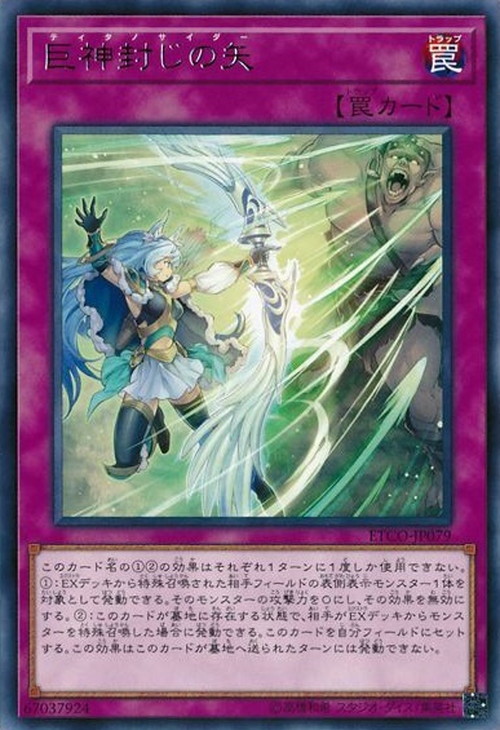 ティタノサイダー
巨神封じの矢
トラップ
罠
トラップ
【罠カード】
ETCO-JP079
このカード名の①②の効果はそれぞれ1ターンに1度しか使用できない。
①:EXデッキから特殊召喚された相手フィールドの表側表示モンスター1体を
対象として発動できる。そのモンスターの攻撃力を0にし、その効果を無効に
する。②:このカードが墓地に存在する状態で、相手がEXデッキからモンスタ
ーを特殊召喚した場合に発動できる。このカードを自分フィールドにセット
する。この効果はこのカードが墓地へ送られたターンには発動できない。
67037924
©高橋和希 スタジオ・ダイス/集英社